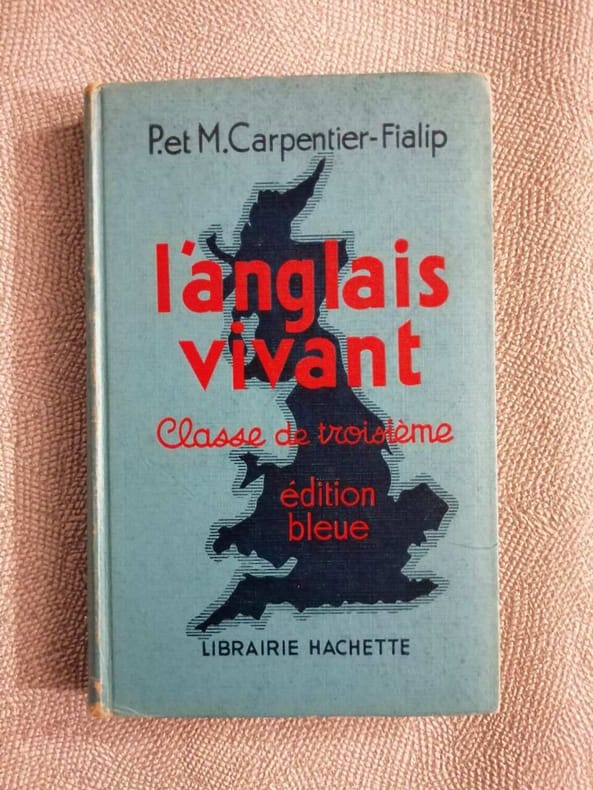 P. et M. Carpentier-Fialip
l'anglais
vivant
Classe de troisième
édition
bleue
LIBRAIRIE HACHETTE